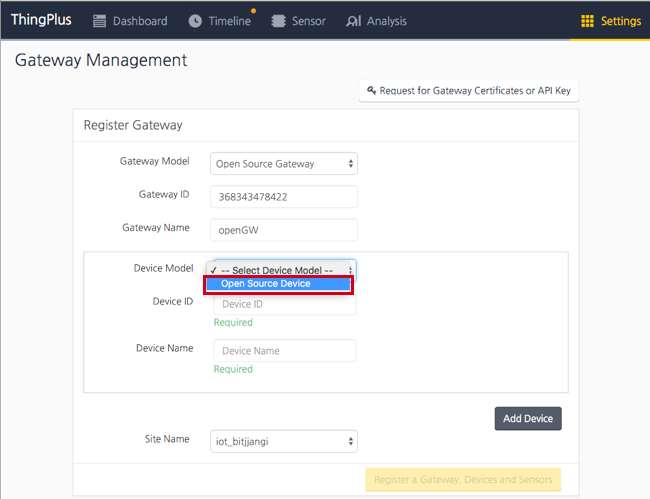 ThingPlus Dashboard Timeline Sensor Analysis Settings
Gateway Management
Request for Gateway Certificates or API Key
Register Gateway
Gateway Model Open Source Gateway
Gateway ID 368343478422
Gateway Name openGW
Device Model ✓ -- Select Device Model --
Open Source Device
Device ID Device ID
Required
Device Name Device Name
Required
Add Device
Site Name iot_bitjjangi
Register a Gateway, Devices and Sensors